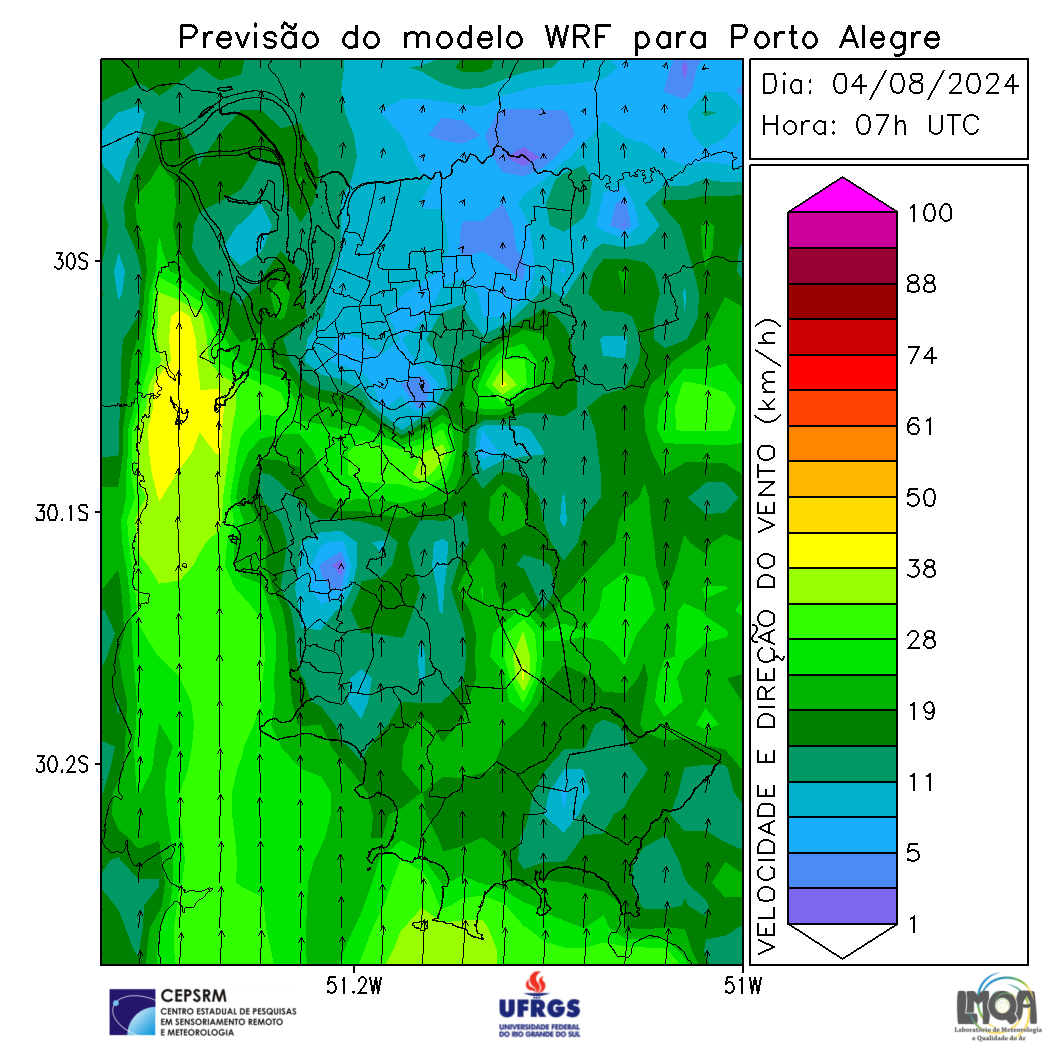 Previsão do modelo WRF para Porto Alegre
Dia: 04/08/2024
Hora: 07h UTC
30S
30.1S
30.2S
51.2W
51W
VELOCIDADE E DIREÇÃO DO VENTO (km/h)
100
88
74
61
50
38
28
19
11
5
1
CEPSRM
CENTRO ESTADUAL DE PESQUISAS
EM SENSORIAMENTO REMOTO
E METEOROLOGIA
UFRGS
UNIVERSIDADE FEDERAL
DO RIO GRANDE DO SUL
LMQA
Laboratório de Meteorologia
e Qualidade do Ar